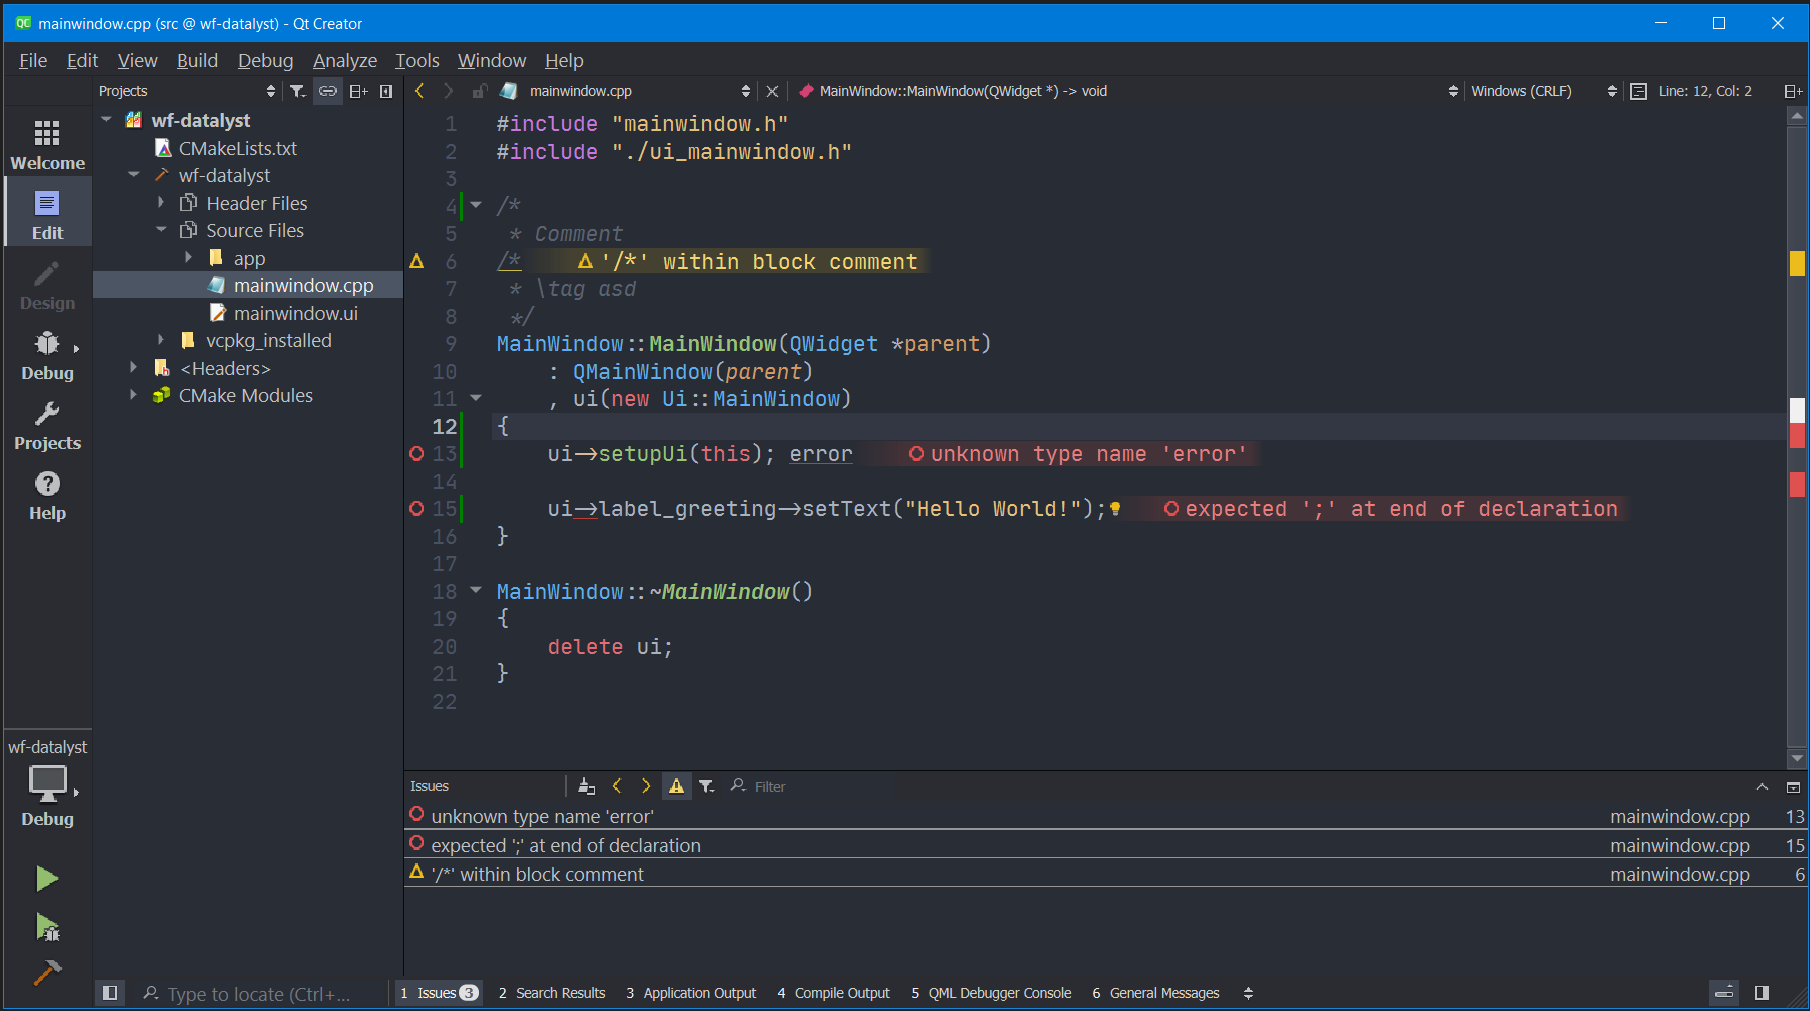 mainwindow.cpp (src @ wf-datalyst) - Qt Creator
File Edit View Build Debug Analyze Tools Window Help
Projects
mainwindow.cpp
MainWindow::MainWindow(QWidget *) -> void
Windows (CRLF)
Line: 12, Col: 2
Welcome
Edit
Design
Debug
Projects
Help
wf-datalyst
Debug
wf-datalyst
CMakeLists.txt
wf-datalyst
Header Files
Source Files
app
mainwindow.cpp
mainwindow.ui
vcpkg_installed
<Headers>
CMake Modules
1 #include "mainwindow.h"
2 #include "./ui_mainwindow.h"
3
4 /*
5 * Comment
6 /* '/*' within block comment
7 * \tag asd
8 */
9 MainWindow::MainWindow(QWidget *parent)
10 : QMainWindow(parent)
11 , ui(new Ui::MainWindow)
12 {
13 ui->setupUi(this); error unknown type name 'error'
14
15 ui->label_greeting->setText("Hello World!"); expected ';' at end of declaration
16 }
17
18 MainWindow::~MainWindow()
19 {
20 delete ui;
21 }
22
Issues
Filter
unknown type name 'error' mainwindow.cpp 13
expected ';' at end of declaration mainwindow.cpp 15
'/*' within block comment mainwindow.cpp 6
Type to locate (Ctrl+...
1 Issues 3 2 Search Results 3 Application Output 4 Compile Output 5 QML Debugger Console 6 General Messages